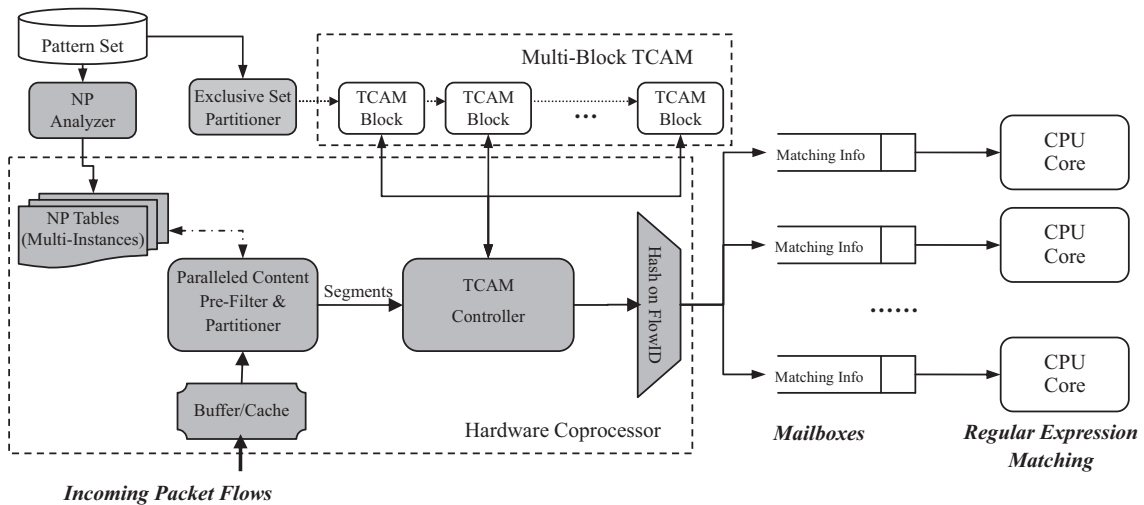 Pattern Set
Multi-Block TCAM
NP
Analyzer
Exclusive Set
Partitioner
TCAM
Block
TCAM
Block
...
TCAM
Block
NP Tables
(Multi-Instances)
Paralleled Content
Pre-Filter &
Partitioner
Segments
TCAM
Controller
Hash on FlowID
Buffer/Cache
Hardware Coprocessor
Incoming Packet Flows
Matching Info
CPU
Core
Matching Info
CPU
Core
......
Matching Info
CPU
Core
Mailboxes
Regular Expression
Matching